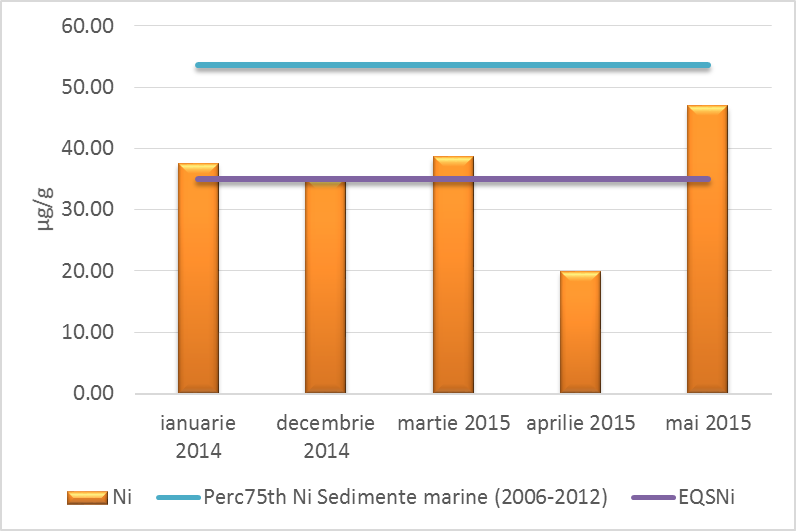 60.00
50.00
40.00
30.00
20.00
10.00
0.00
µg/g
ianuarie
2014
decembrie
2014
martie 2015
aprilie 2015
mai 2015
Ni
Perc75th Ni Sedimente marine (2006-2012)
EQSNi